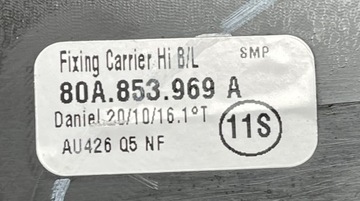 Fixing Carrier Hi B/L SMP
80A.853.969 A
Daniel.20/10/16.1°T 11S
AU426 Q5 NF